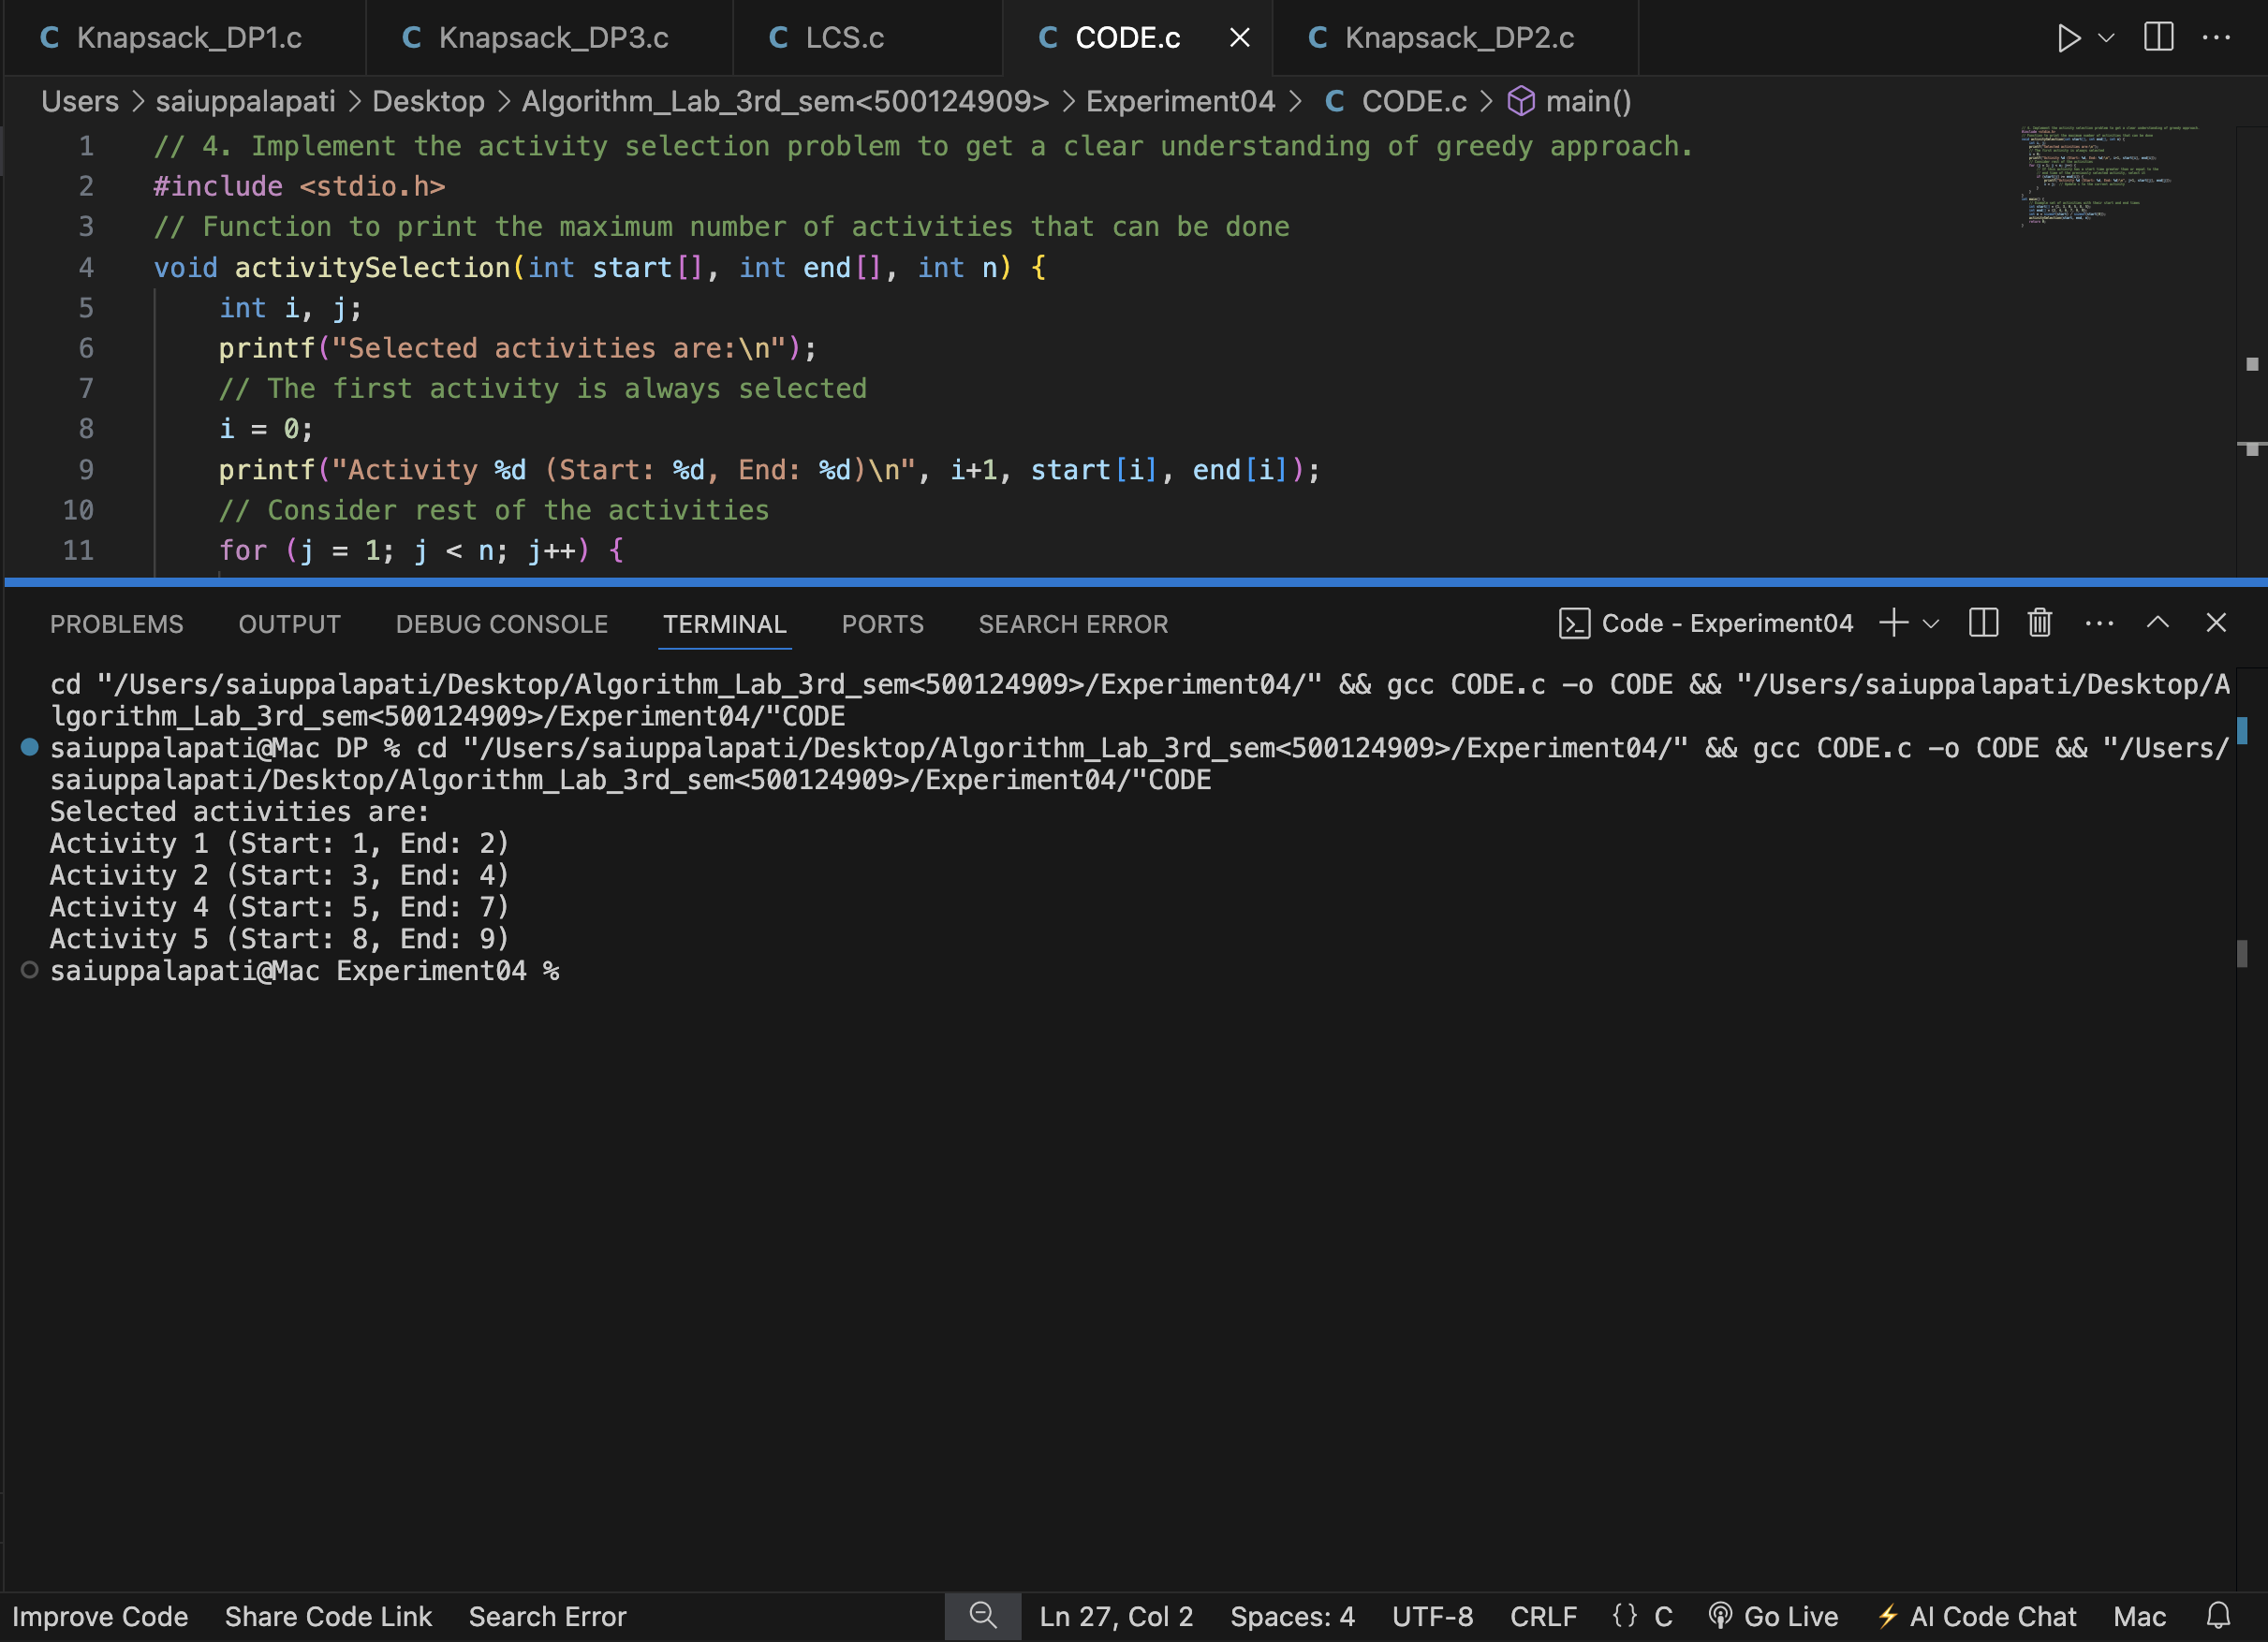 Knapsack_DP1.c
Knapsack_DP3.c
LCS.c
CODE.c
Knapsack_DP2.c
Users > saiuppalapati > Desktop > Algorithm_Lab_3rd_sem<500124909> > Experiment04 > C CODE.c > main()
1 // 4. Implement the activity selection problem to get a clear understanding of greedy approach.
2 #include <stdio.h>
3 // Function to print the maximum number of activities that can be done
4 void activitySelection(int start[], int end[], int n) {
5 int i, j;
6 printf("Selected activities are:\n");
7 // The first activity is always selected
8 i = 0;
9 printf("Activity %d (Start: %d, End: %d)\n", i+1, start[i], end[i]);
10 // Consider rest of the activities
11 for (j = 1; j < n; j++) {
PROBLEMS OUTPUT DEBUG CONSOLE TERMINAL PORTS SEARCH ERROR Code - Experiment04
cd "/Users/saiuppalapati/Desktop/Algorithm_Lab_3rd_sem<500124909>/Experiment04/" && gcc CODE.c -o CODE && "/Users/saiuppalapati/Desktop/A
lgorithm_Lab_3rd_sem<500124909>/Experiment04/"CODE
saiuppalapati@Mac DP % cd "/Users/saiuppalapati/Desktop/Algorithm_Lab_3rd_sem<500124909>/Experiment04/" && gcc CODE.c -o CODE && "/Users/
saiuppalapati/Desktop/Algorithm_Lab_3rd_sem<500124909>/Experiment04/"CODE
Selected activities are:
Activity 1 (Start: 1, End: 2)
Activity 2 (Start: 3, End: 4)
Activity 4 (Start: 5, End: 7)
Activity 5 (Start: 8, End: 9)
saiuppalapati@Mac Experiment04 %
Improve Code Share Code Link Search Error Ln 27, Col 2 Spaces: 4 UTF-8 CRLF {} C Go Live AI Code Chat Mac